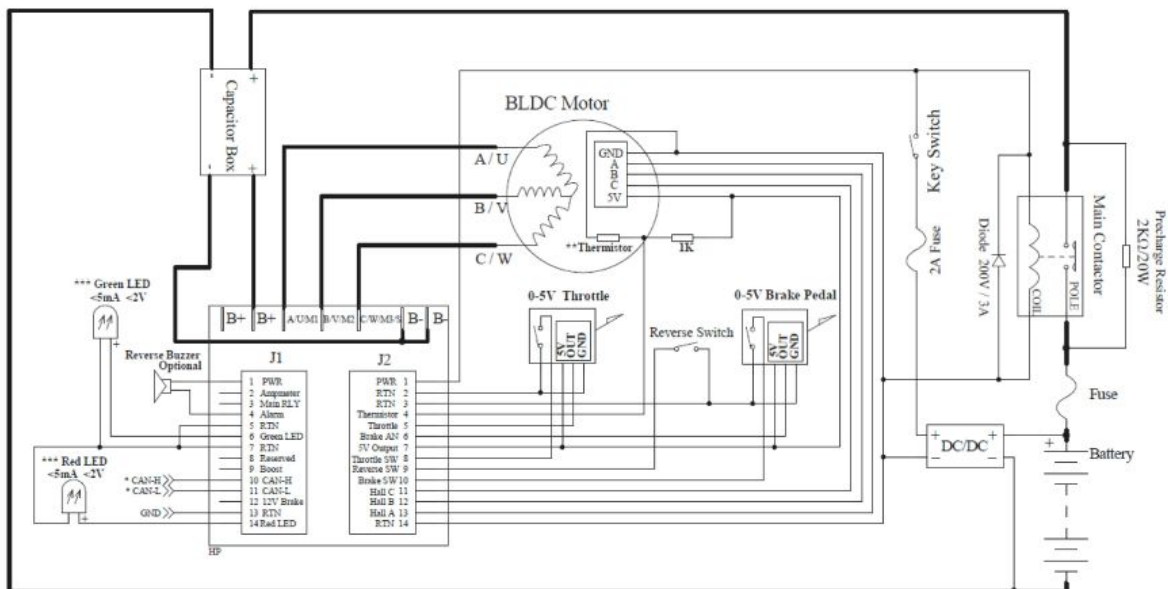 -
+
Capacitor Box
-
+
BLDC Motor
A / U
B / V
C / W
GND
A
B
C
5V
**Thermistor
1K
Key Switch
2A Fuse
Diode 200V / 3A
COIL
POLE
Main Contactor
Precharge Resistor
2KΩ/20W
Fuse
+
-
DC/DC
+
Battery
*** Green LED
<5mA <2V
+
Reverse Buzzer
Optional
*** Red LED
<5mA <2V
+
* CAN-H
* CAN-L
GND
B+
B+
A/U/M1
B/V/M2
C/W/M3/S
B-
B-
J1
1 PWR
2 Ampmeter
3 Main RLY
4 Alarm
5 RTN
6 Green LED
7 RTN
8 Reserved
9 Boost
10 CAN-H
11 CAN-L
12 12V Brake
13 RTN
14 Red LED
J2
PWR 1
RTN 2
RTN 3
Thermistor 4
Throttle 5
Brake AN 6
5V Output 7
Throttle SW 8
Reverse SW 9
Brake SW 10
Hall C 11
Hall B 12
Hall A 13
RTN 14
HP
0-5V Throttle
5V
OUT
GND
Reverse Switch
0-5V Brake Pedal
5V
OUT
GND